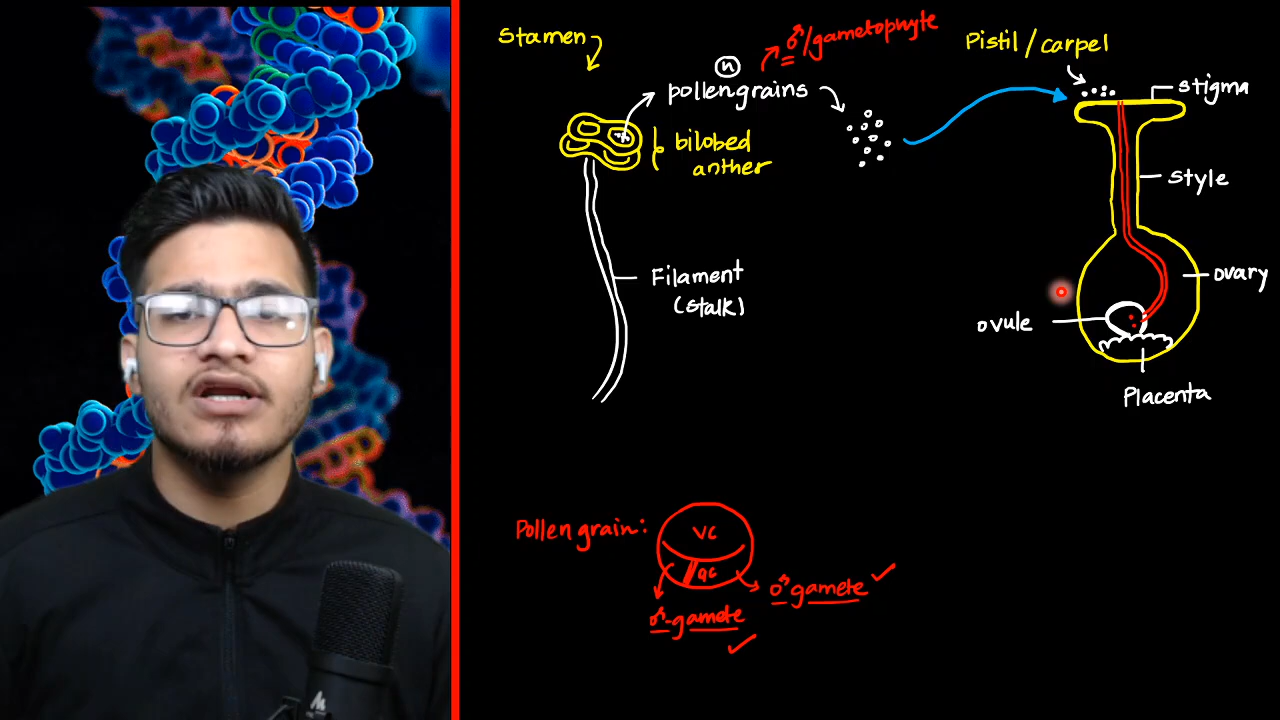 Stamen
ⓝ
♂/gametophyte
pollengrains
bilobed
anther
Filament
(stalk)
Pistil/carpel
stigma
style
ovary
ovule
Placenta
Pollen grain:
VC
GC
♂ gamete ✓
♂-gamete
✓